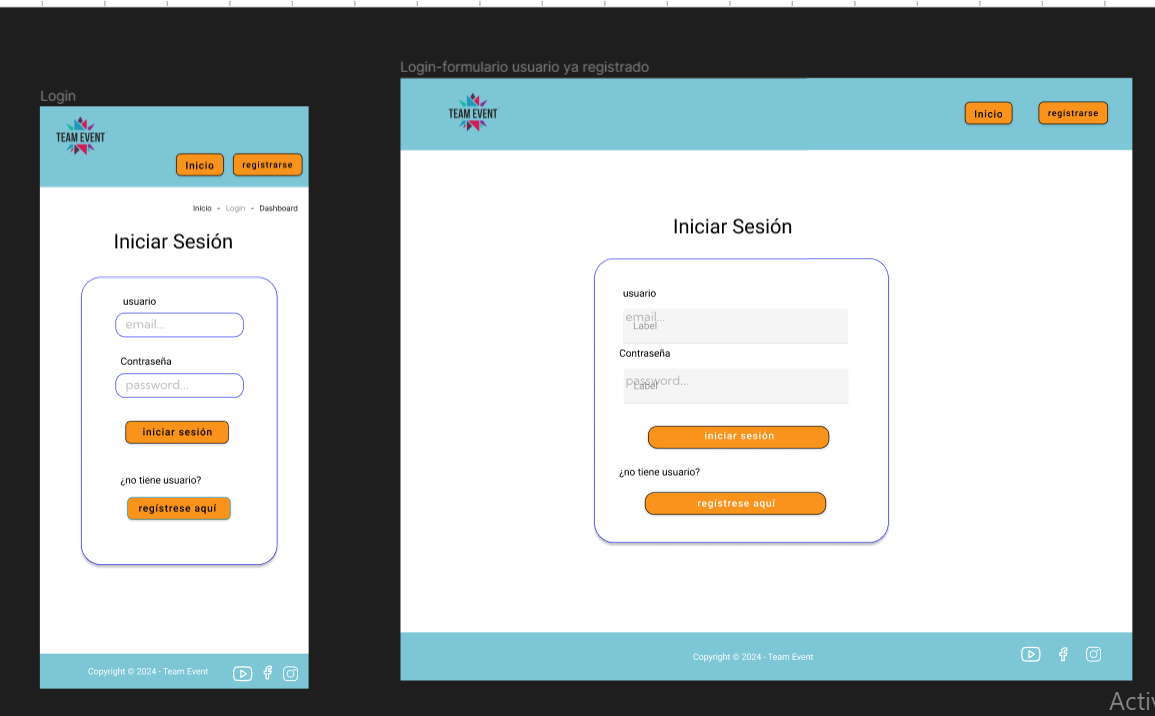 Login
TEAM EVENT
Inicio
registrarse
Inicio - Login - Dashboard
Iniciar Sesión
usuario
email...
Contraseña
password...
iniciar sesión
¿no tiene usuario?
regístrese aquí
Copyright © 2024 - Team Event
Login-formulario usuario ya registrado
TEAM EVENT
Inicio
registrarse
Iniciar Sesión
usuario
email...
Label
Contraseña
password...
Label
iniciar sesión
¿no tiene usuario?
regístrese aquí
Copyright © 2024 - Team Event